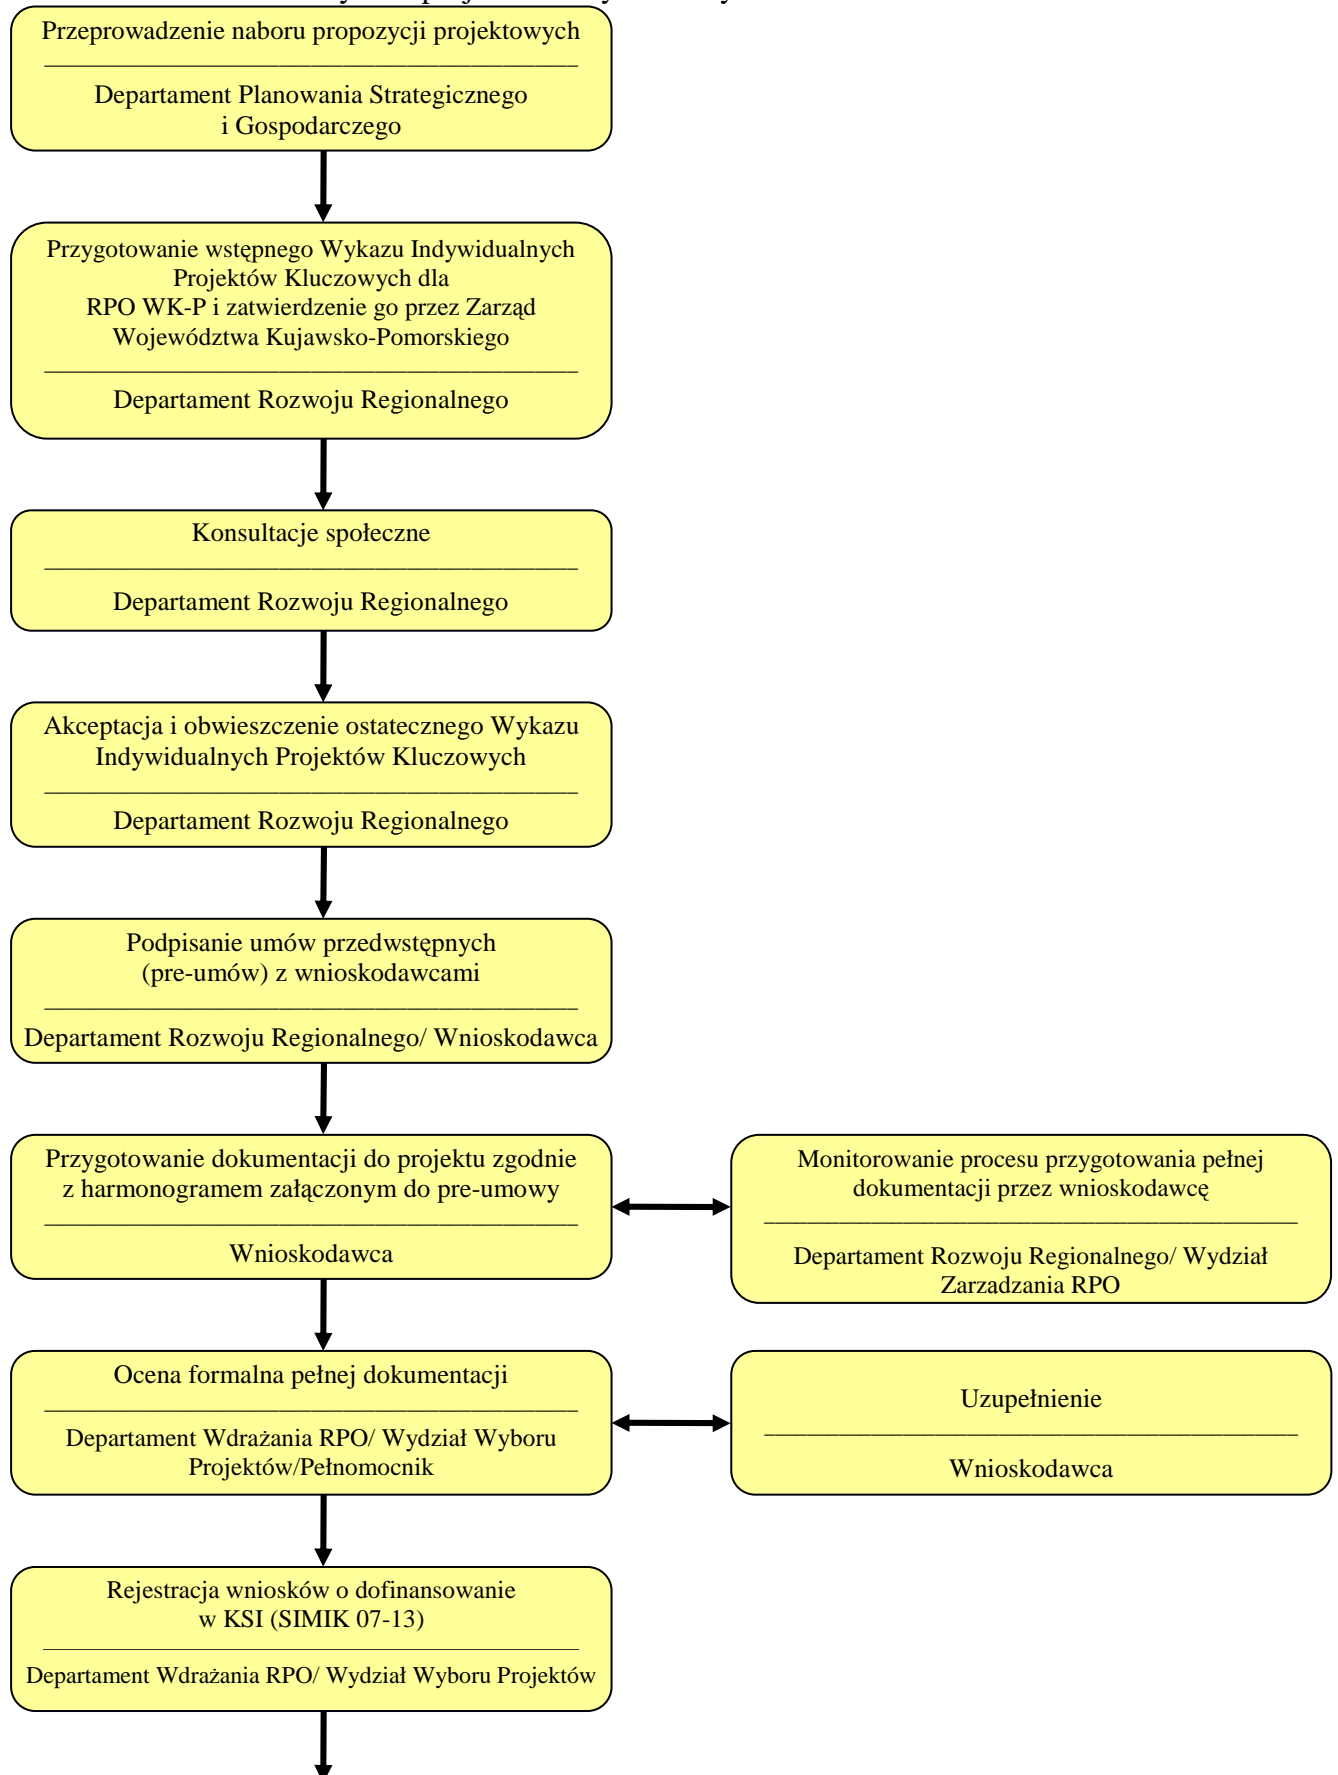 Przeprowadzenie naboru propozycji projektowych
Departament Planowania Strategicznego
i Gospodarczego
Przygotowanie wstępnego Wykazu Indywidualnych
Projektów Kluczowych dla
RPO WK-P i zatwierdzenie go przez Zarząd
Województwa Kujawsko-Pomorskiego
Departament Rozwoju Regionalnego
Konsultacje społeczne
Departament Rozwoju Regionalnego
Akceptacja i obwieszczenie ostatecznego Wykazu
Indywidualnych Projektów Kluczowych
Departament Rozwoju Regionalnego
Podpisanie umów przedwstępnych
(pre-umów) z wnioskodawcami
Departament Rozwoju Regionalnego/ Wnioskodawca
Przygotowanie dokumentacji do projektu zgodnie
z harmonogramem załączonym do pre-umowy
Wnioskodawca
Monitorowanie procesu przygotowania pełnej
dokumentacji przez wnioskodawcę
Departament Rozwoju Regionalnego/ Wydział
Zarzadzania RPO
Ocena formalna pełnej dokumentacji
Departament Wdrażania RPO/ Wydział Wyboru
Projektów/Pełnomocnik
Uzupełnienie
Wnioskodawca
Rejestracja wniosków o dofinansowanie
w KSI (SIMIK 07-13)
Departament Wdrażania RPO/ Wydział Wyboru Projektów